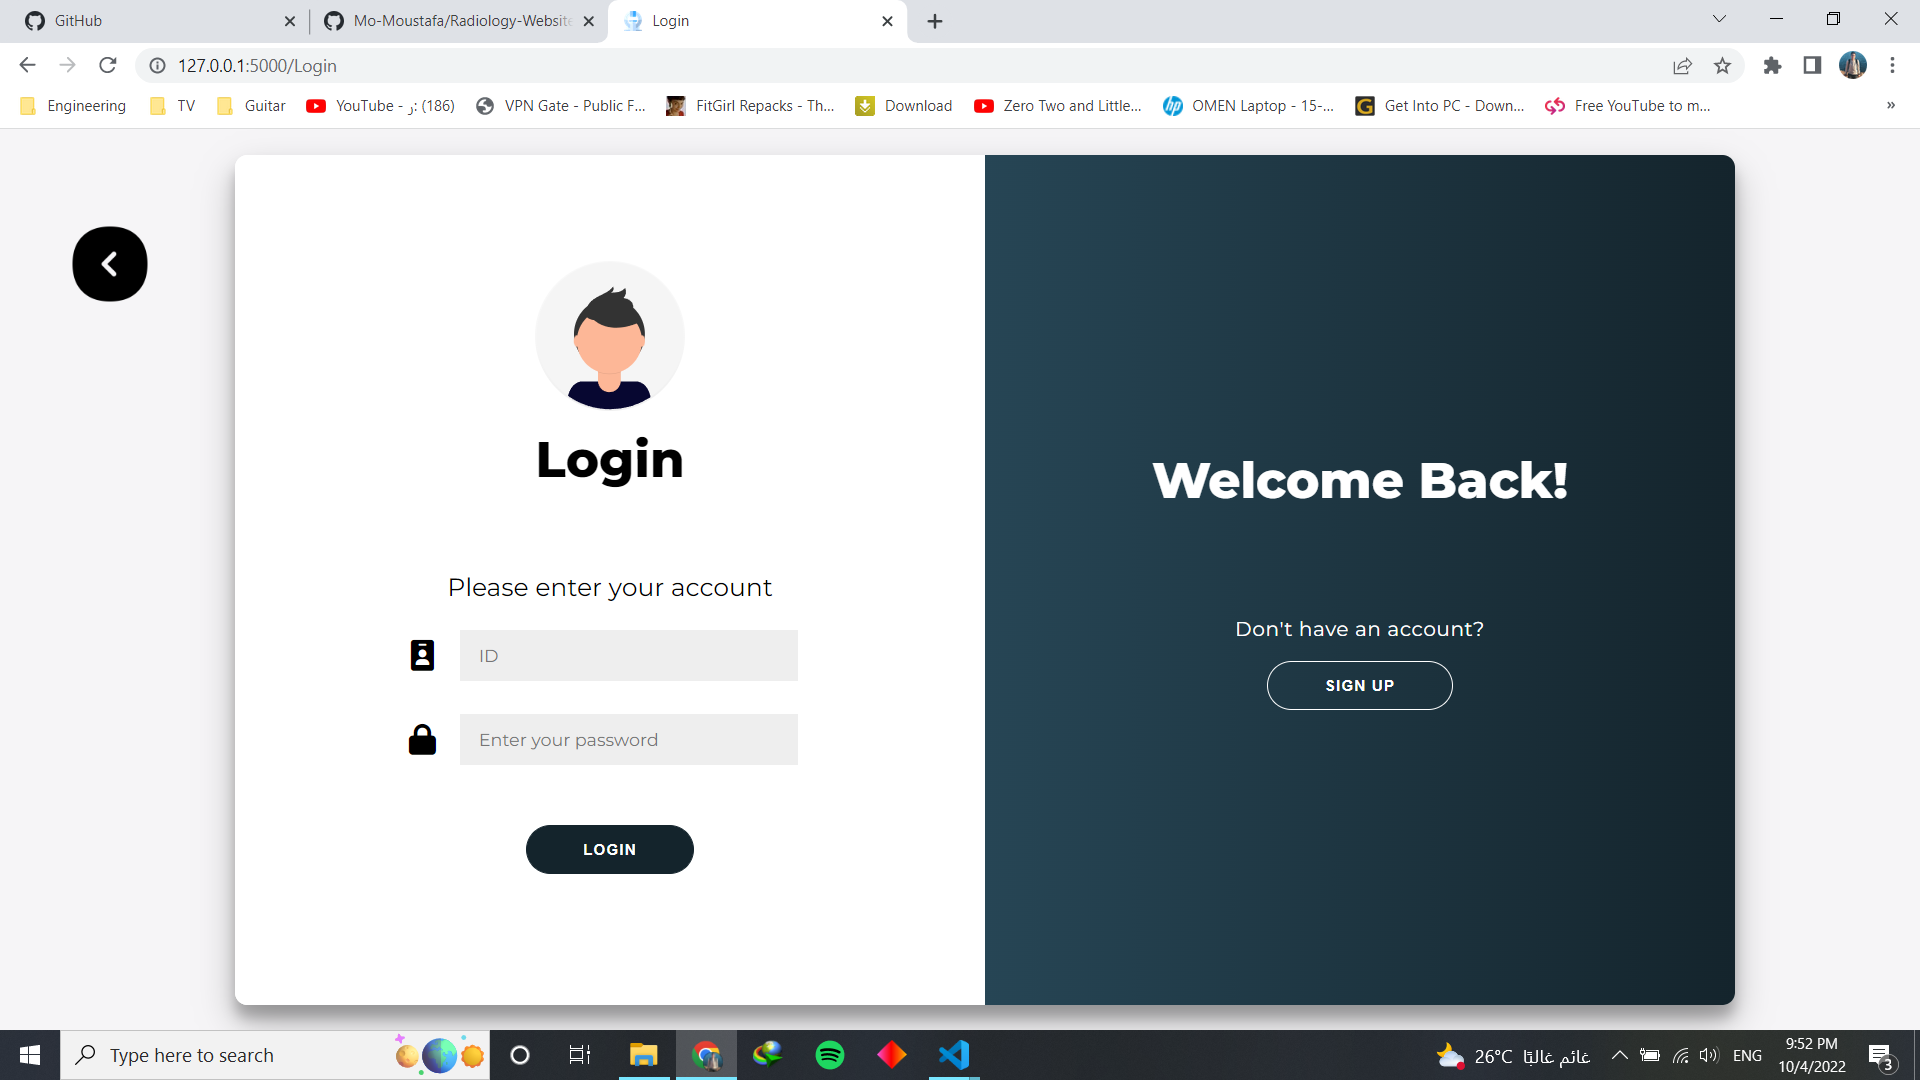 GitHub
Mo-Moustafa/Radiology-Website
Login
127.0.0.1:5000/Login
Engineering
TV
Guitar
YouTube - ز: (186)
VPN Gate - Public F...
FitGirl Repacks - Th...
Download
Zero Two and Little...
OMEN Laptop - 15-...
Get Into PC - Down...
Free YouTube to m...
»
Login
Please enter your account
ID
Enter your password
LOGIN
Welcome Back!
Don't have an account?
SIGN UP
Type here to search
26°C غائم غالبًا
ENG
9:52 PM
10/4/2022
3